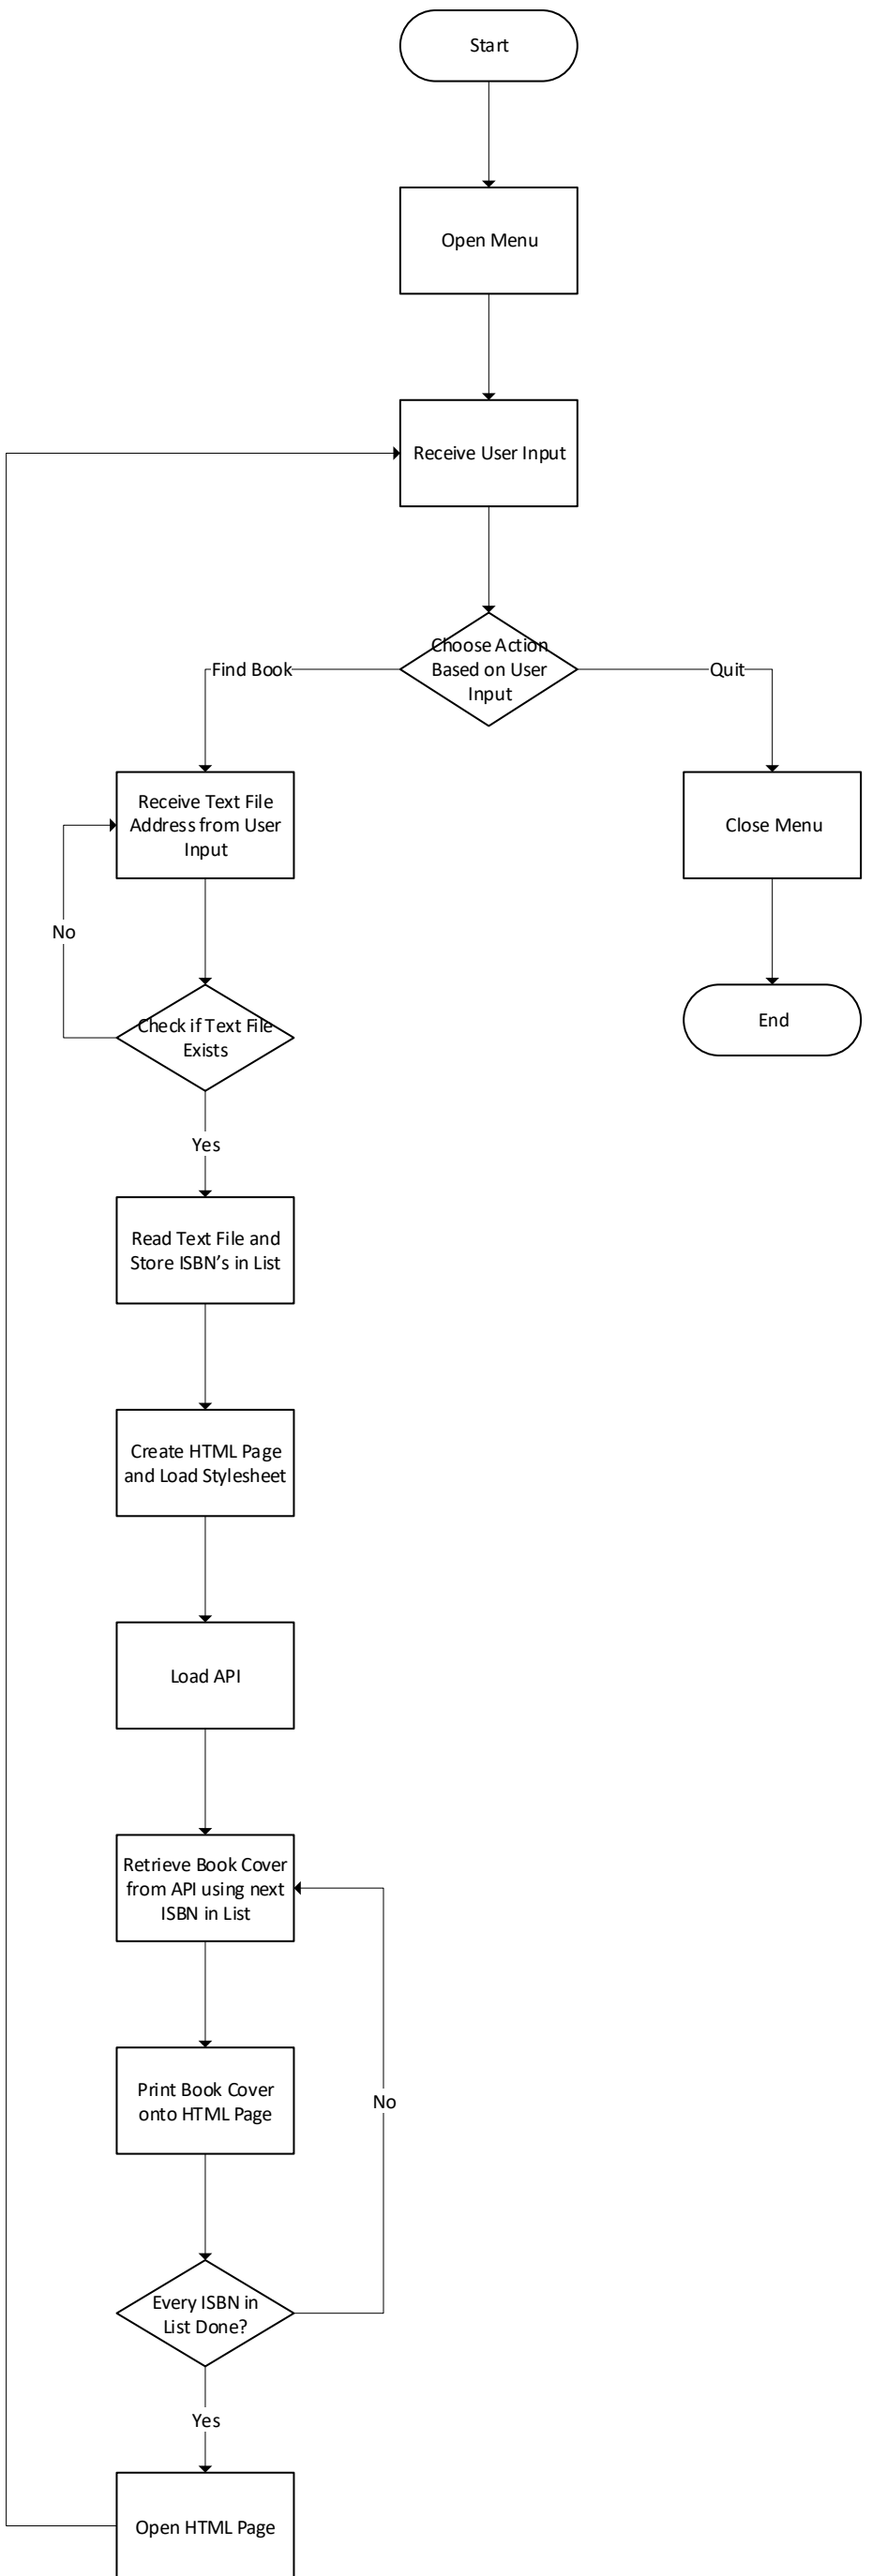 Start
Open Menu
Receive User Input
Choose Action
Based on User
Input
Find Book
Quit
Receive Text File
Address from User
Input
Close Menu
No
Check if Text File
Exists
End
Yes
Read Text File and
Store ISBN’s in List
Create HTML Page
and Load Stylesheet
Load API
Retrieve Book Cover
from API using next
ISBN in List
Print Book Cover
onto HTML Page
No
Every ISBN in
List Done?
Yes
Open HTML Page